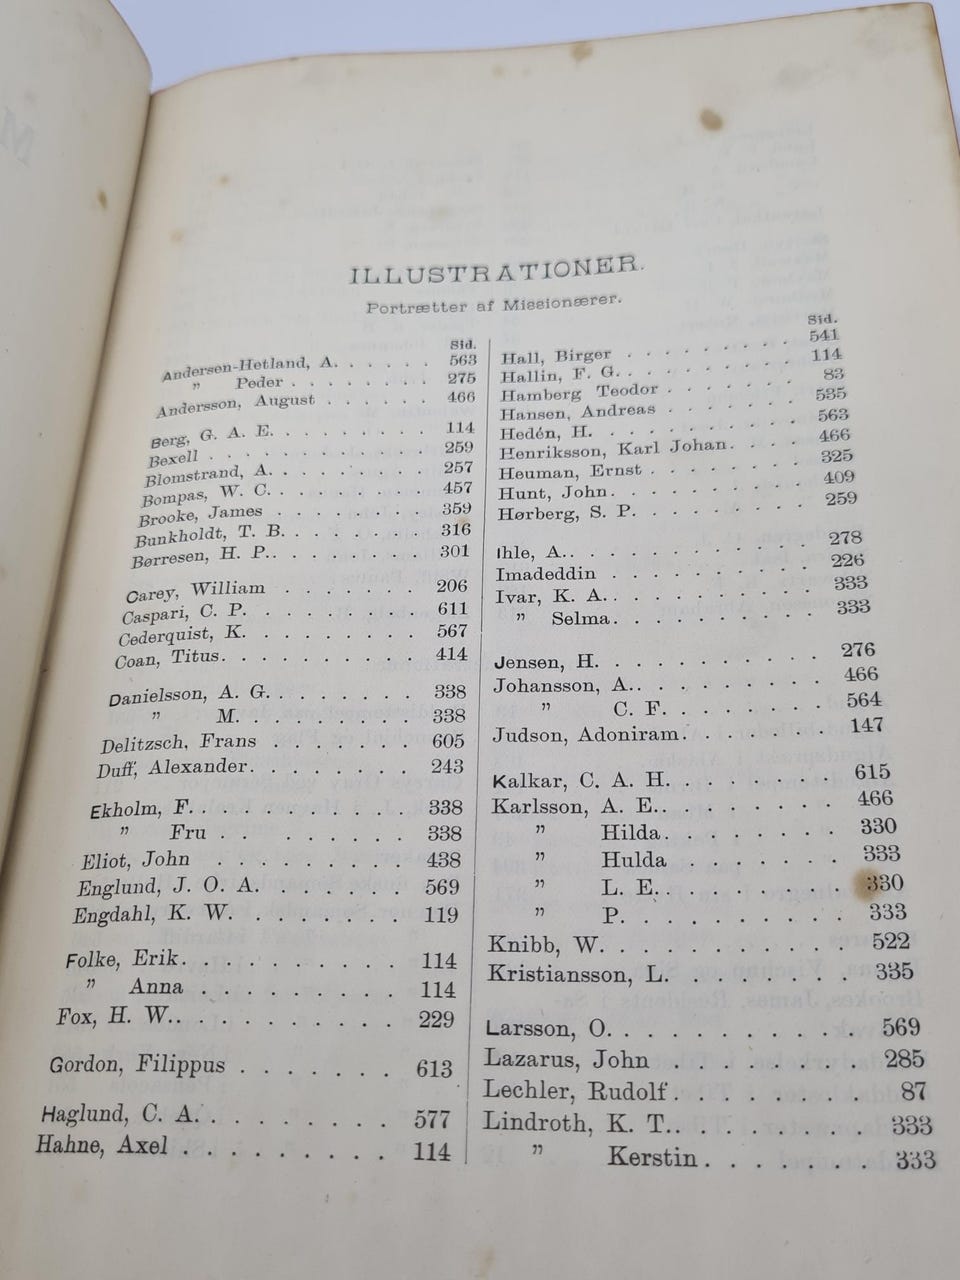 ILLUSTRATIONER.
Portrætter af Missionærer.
Sid.
Andersen-Hetland, A. . . . . . 563
„ Peder . . . . . . . . 275
Andersson, August . . . . . . 466
Berg, G. A. E. . . . . . . . . 114
Bexell . . . . . . . . . . . 259
Blomstrand, A. . . . . . . . . 257
Bompas, W. C. . . . . . . . . 457
Brooke, James . . . . . . . . 359
Bunkholdt, T. B. . . . . . . . 316
Børresen, H. P. . . . . . . . . 301
Carey, William . . . . . . . 206
Caspari, C. P. . . . . . . . . 611
Cederquist, K. . . . . . . . . 567
Coan, Titus. . . . . . . . . . 414
Danielsson, A. G. . . . . . . . 338
„ M. . . . . . . . . 338
Delitzsch, Frans . . . . . . . 605
Duff, Alexander. . . . . . . . 243
Ekholm, F. . . . . . . . . . . 338
„ Fru . . . . . . . . 338
Eliot, John . . . . . . . . . 438
Englund, J. O. A. . . . . . . . 569
Engdahl, K. W. . . . . . . . . 119
Folke, Erik. . . . . . . . . . 114
„ Anna . . . . . . . . . 114
Fox, H. W. . . . . . . . . . . 229
Gordon, Filippus . . . . . . . 613
Haglund, C. A. . . . . . . . . 577
Hahne, Axel . . . . . . . . . 114
Sid.
Hall, Birger . . . . . . . . . 541
Hallin, F. G. . . . . . . . . . 114
Hamberg Teodor . . . . . . . 83
Hansen, Andreas . . . . . . . 535
Hedén, H. . . . . . . . . . . 563
Henriksson, Karl Johan. . . . . 466
Heuman, Ernst . . . . . . . . 325
Hunt, John. . . . . . . . . . 409
Hørberg, S. P. . . . . . . . . 259
Ihle, A. . . . . . . . . . . . 278
Imadeddin . . . . . . . . . . 226
Ivar, K. A. . . . . . . . . . . 333
„ Selma. . . . . . . . . . 333
Jensen, H. . . . . . . . . . . 276
Johansson, A. . . . . . . . . . 466
„ C. F. . . . . . . . 564
Judson, Adoniram. . . . . . . 147
Kalkar, C. A. H. . . . . . . . 615
Karlsson, A. E. . . . . . . . . 466
„ Hilda. . . . . . . . 330
„ Hulda . . . . . . . 333
„ L. E. . . . . . . . . 330
„ P. . . . . . . . . . 333
Knibb, W. . . . . . . . . . . 522
Kristiansson, L. . . . . . . . . 335
Larsson, O. . . . . . . . . . . 569
Lazarus, John . . . . . . . . 285
Lechler, Rudolf . . . . . . . . 87
Lindroth, K. T. . . . . . . . . 333
„ Kerstin . . . . . . . 333